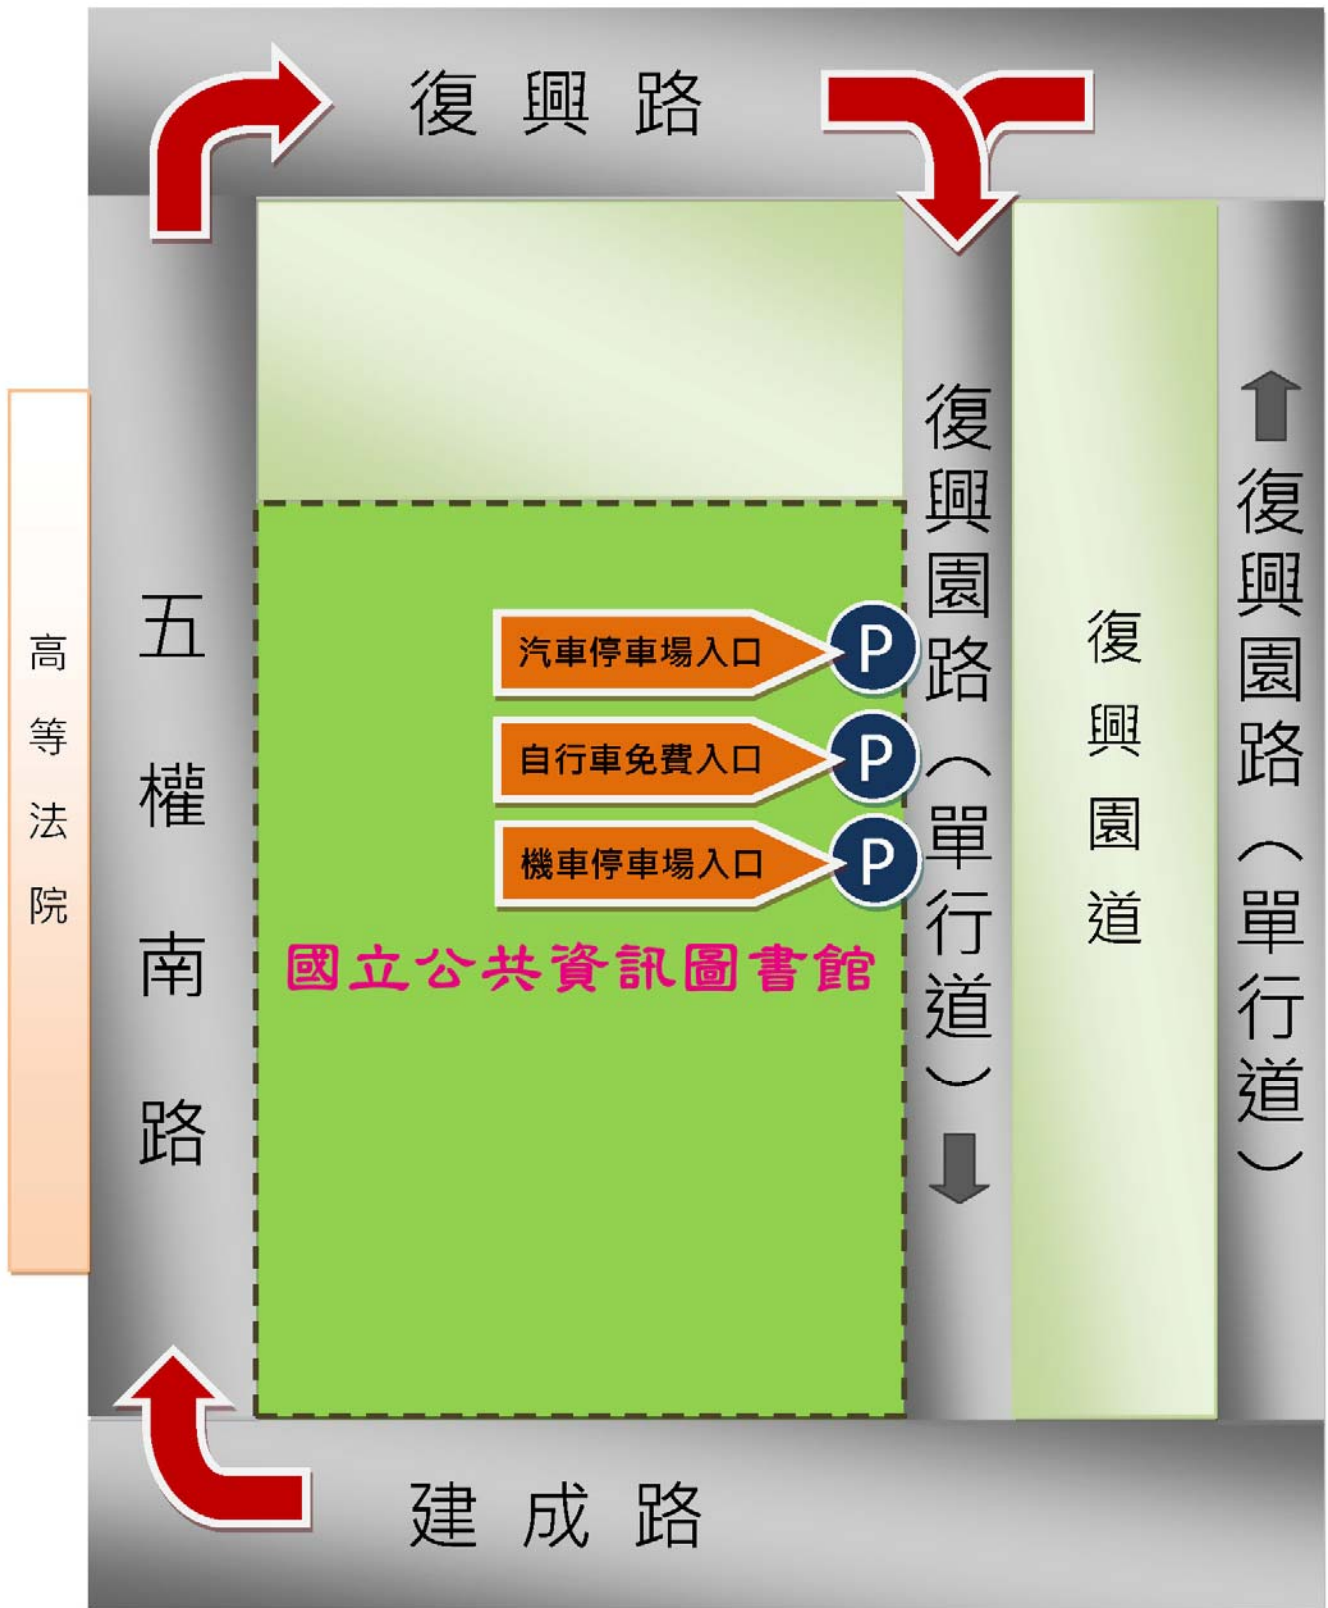 復興路
高等法院
五權南路
汽車停車場入口
自行車免費入口
機車停車場入口
國立公共資訊圖書館
P
P
P
復興園路（單行道）
復興園道
復興園路（單行道）
建成路